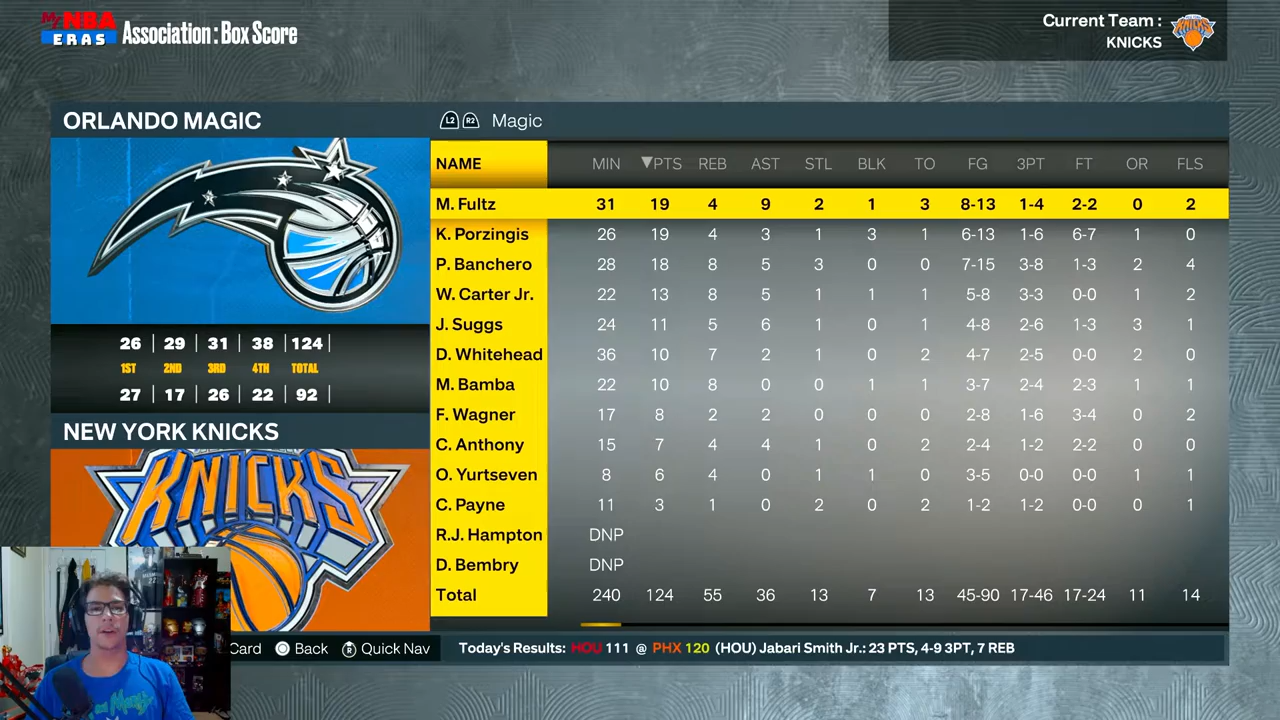 MyNBA
ERAS
Association : Box Score
Current Team :
KNICKS
KNICKS
ORLANDO MAGIC
L2 R2 Magic
NAME MIN ▼PTS REB AST STL BLK TO FG 3PT FT OR FLS
M. Fultz 31 19 4 9 2 1 3 8-13 1-4 2-2 0 2
K. Porzingis 26 19 4 3 1 3 1 6-13 1-6 6-7 1 0
P. Banchero 28 18 8 5 3 0 0 7-15 3-8 1-3 2 4
W. Carter Jr. 22 13 8 5 1 1 1 5-8 3-3 0-0 1 2
J. Suggs 24 11 5 6 1 0 1 4-8 2-6 1-3 3 1
D. Whitehead 36 10 7 2 1 0 2 4-7 2-5 0-0 2 0
M. Bamba 22 10 8 0 0 1 1 3-7 2-4 2-3 1 1
F. Wagner 17 8 2 2 0 0 0 2-8 1-6 3-4 0 2
C. Anthony 15 7 4 4 1 0 2 2-4 1-2 2-2 0 0
O. Yurtseven 8 6 4 0 1 1 0 3-5 0-0 0-0 1 1
C. Payne 11 3 1 0 2 0 2 1-2 1-2 0-0 0 1
R.J. Hampton DNP
D. Bembry DNP
Total 240 124 55 36 13 7 13 45-90 17-46 17-24 11 14
26 | 29 | 31 | 38 | 124 |
1ST 2ND 3RD 4TH TOTAL
27 | 17 | 26 | 22 | 92 |
NEW YORK KNICKS
KNICKS
Card Back R Quick Nav
Today's Results: HOU 111 @ PHX 120 (HOU) Jabari Smith Jr.: 23 PTS, 4-9 3PT, 7 REB